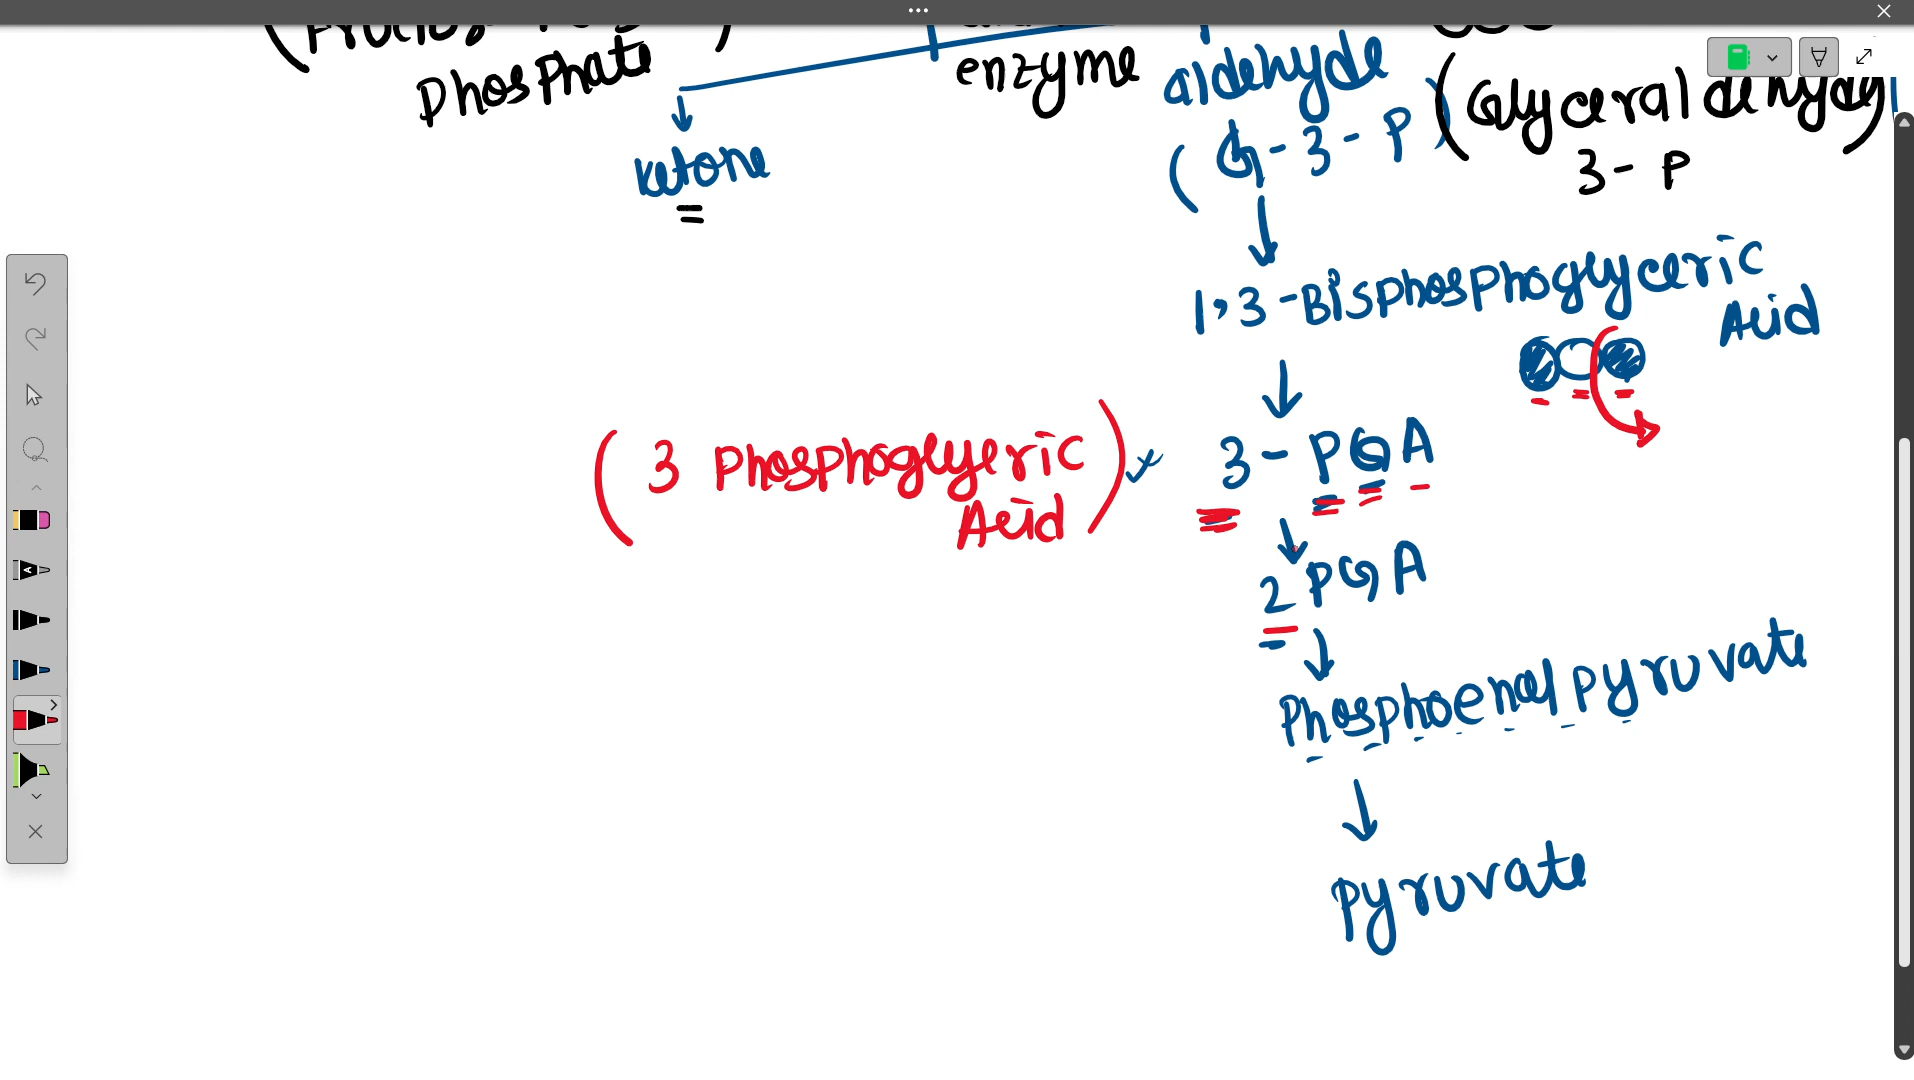 Phosphate
enzyme
aldehyde
(Glyceraldehyde)
3 - P
(G - 3 - P)
ketone
=
1,3 - Bisphosphoglyceric
Acid
(3 Phosphoglyceric
Acid)
3 - PGA
2 PGA
Phosphoenol pyruvate
pyruvate